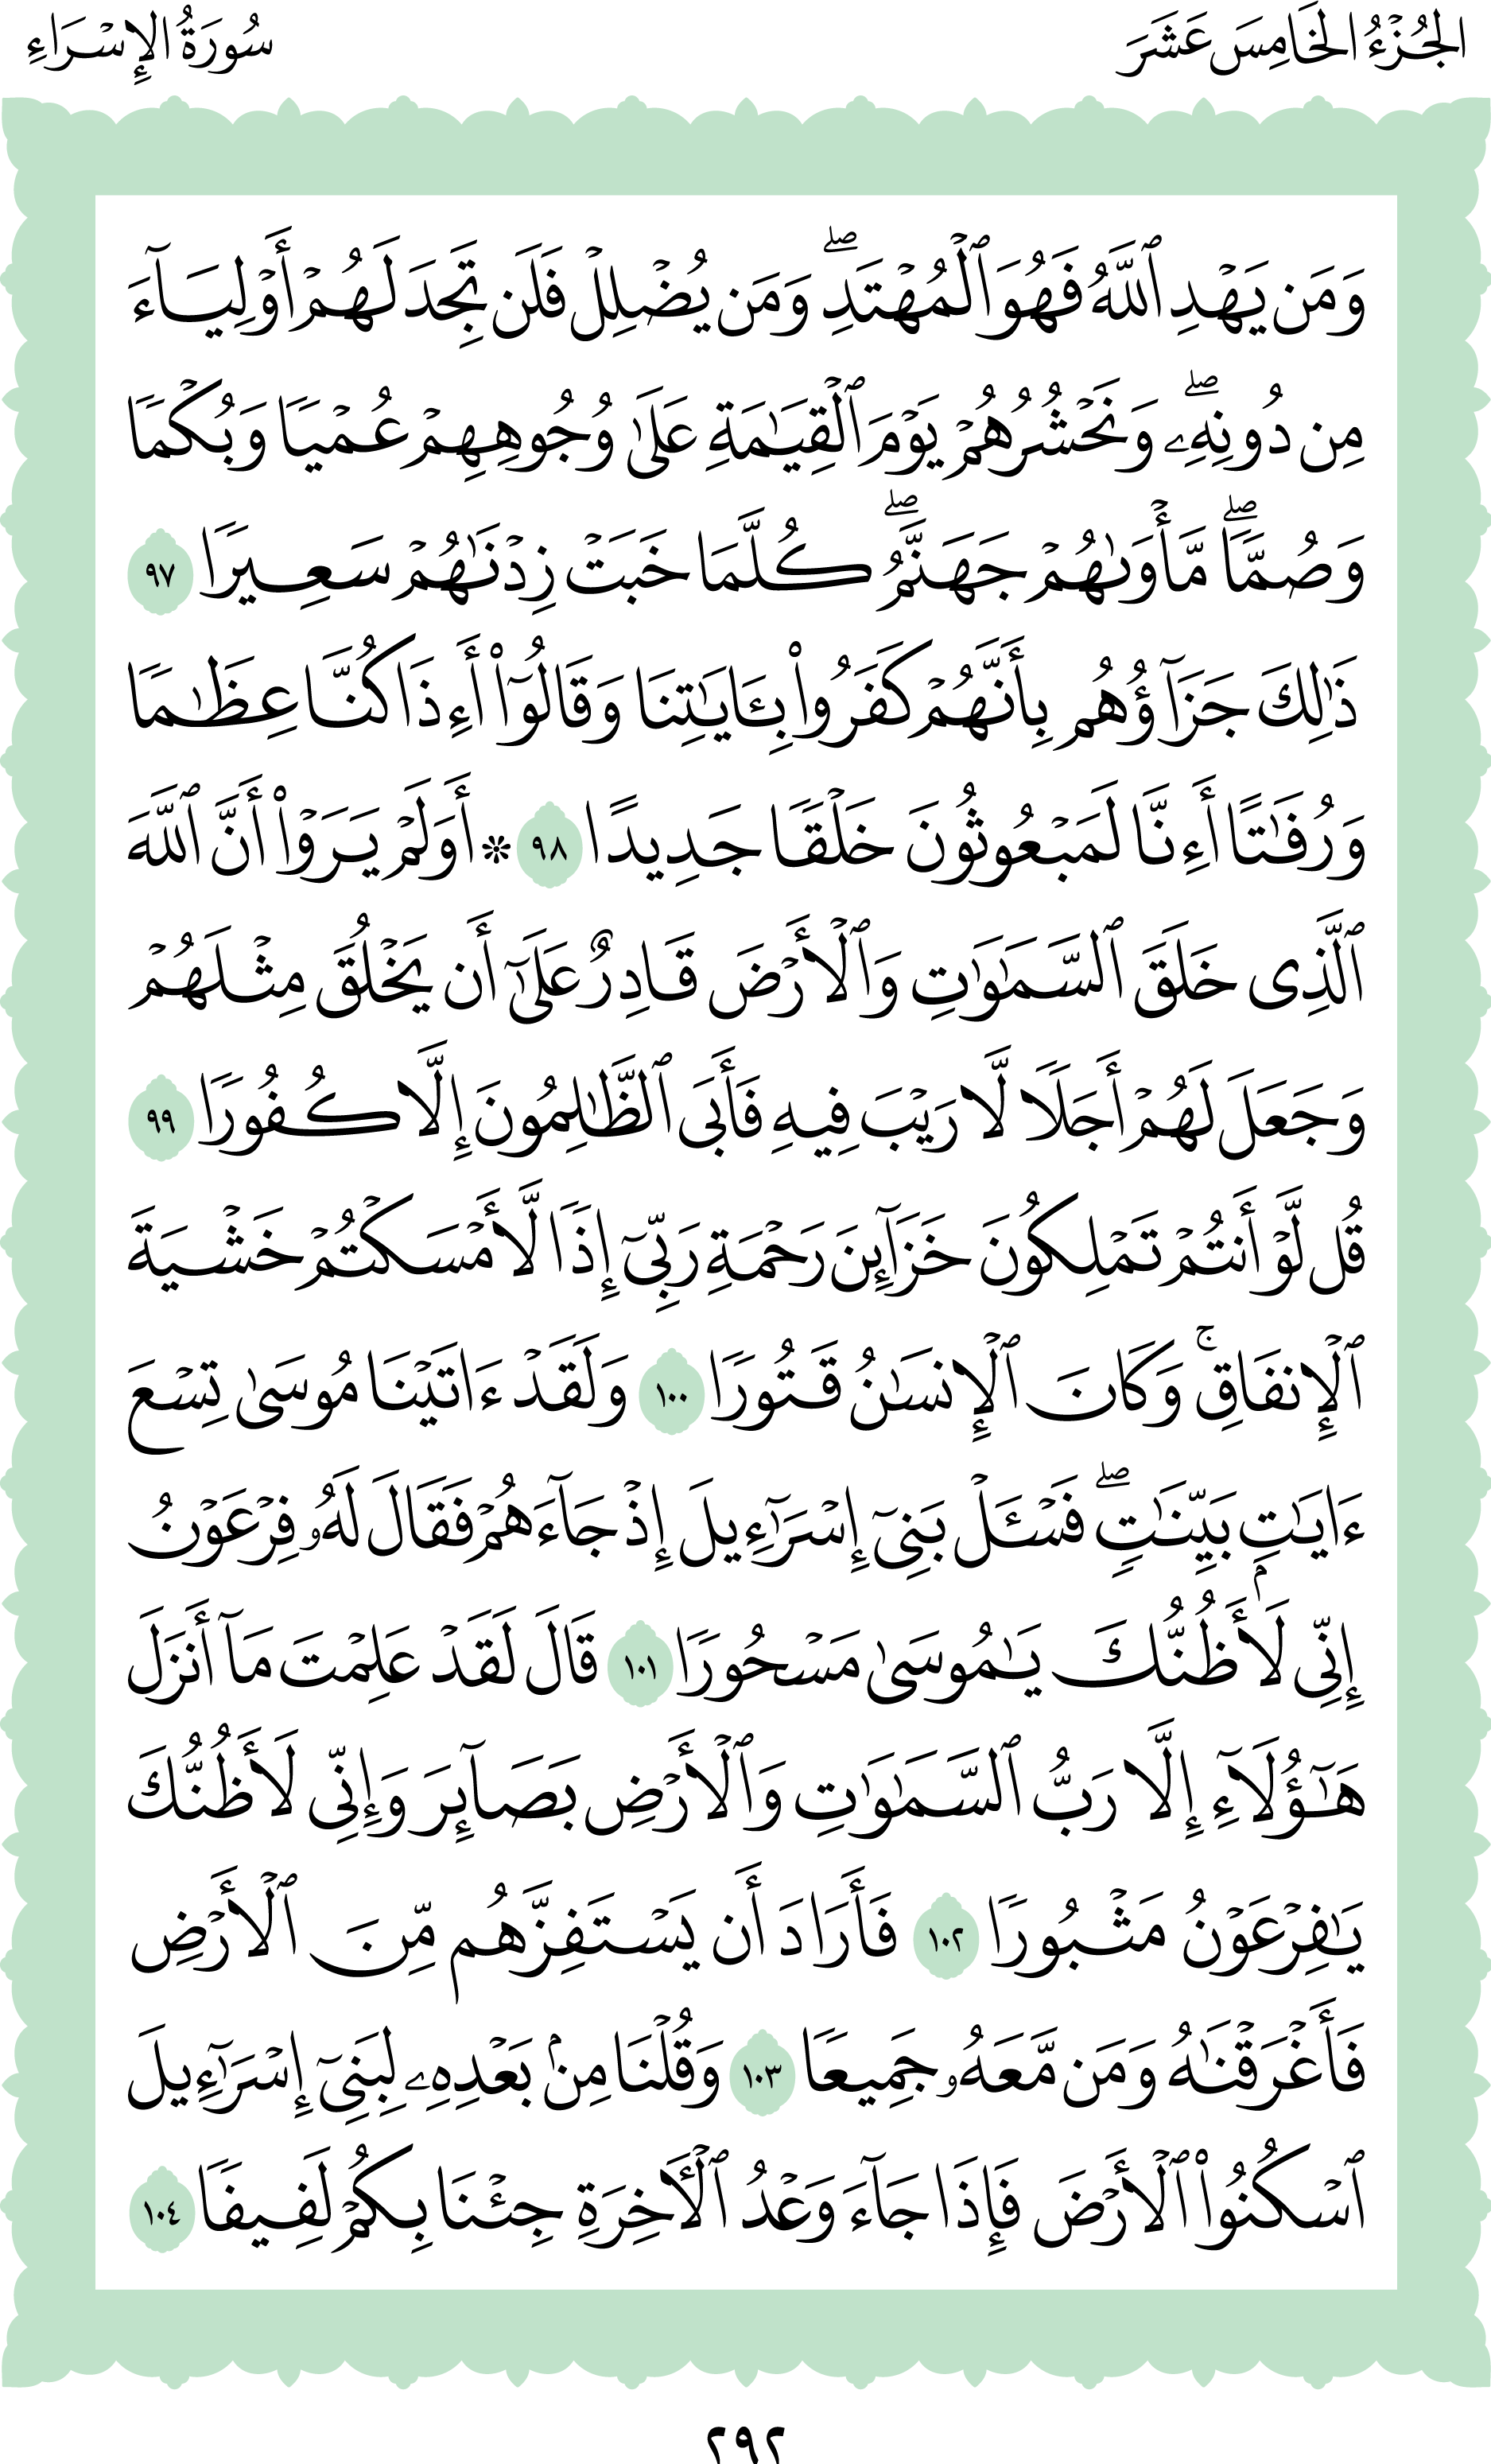 الجُزْءُ الخَامِسَ عَشَرَ
سُورَةُ الإِسْرَاءِ
وَمَن يَهْدِ ٱللَّهُ فَهُوَ ٱلْمُهْتَدِۖ وَمَن يُضْلِلْ فَلَن تَجِدَ لَهُمْ أَوْلِيَآءَ
مِن دُونِهِۦۖ وَنَحْشُرُهُمْ يَوْمَ ٱلْقِيَٰمَةِ عَلَىٰ وُجُوهِهِمْ عُمْيًا وَبُكْمًا
وَصُمًّاۖ مَّأْوَىٰهُمْ جَهَنَّمُۖ كُلَّمَا خَبَتْ زِدْنَٰهُمْ سَعِيرًا ٩٧
ذَٰلِكَ جَزَآؤُهُم بِأَنَّهُمْ كَفَرُوا۟ بِـَٔايَٰتِنَا وَقَالُوٓا۟ أَءِذَا كُنَّا عِظَٰمًا
وَرُفَٰتًا أَءِنَّا لَمَبْعُوثُونَ خَلْقًا جَدِيدًا ٩٨ ۞ أَوَلَمْ يَرَوْا۟ أَنَّ ٱللَّهَ
ٱلَّذِى خَلَقَ ٱلسَّمَٰوَٰتِ وَٱلْأَرْضَ قَادِرٌ عَلَىٰٓ أَن يَخْلُقَ مِثْلَهُمْ
وَجَعَلَ لَهُمْ أَجَلًا لَّا رَيْبَ فِيهِ فَأَبَى ٱلظَّٰلِمُونَ إِلَّا كُفُورًا ٩٩
قُل لَّوْ أَنتُمْ تَمْلِكُونَ خَزَآئِنَ رَحْمَةِ رَبِّىٓ إِذًا لَّأَمْسَكْتُمْ خَشْيَةَ
ٱلْإِنفَاقِۚ وَكَانَ ٱلْإِنسَٰنُ قَتُورًا ١٠٠ وَلَقَدْ ءَاتَيْنَا مُوسَىٰ تِسْعَ
ءَايَٰتٍۭ بَيِّنَٰتٍۖ فَسْـَٔلْ بَنِىٓ إِسْرَٰٓءِيلَ إِذْ جَآءَهُمْ فَقَالَ لَهُۥ فِرْعَوْنُ
إِنِّى لَأَظُنُّكَ يَٰمُوسَىٰ مَسْحُورًا ١٠١ قَالَ لَقَدْ عَلِمْتَ مَآ أَنزَلَ
هَٰٓؤُلَآءِ إِلَّا رَبُّ ٱلسَّمَٰوَٰتِ وَٱلْأَرْضِ بَصَآئِرَ وَإِنِّى لَأَظُنُّكَ
يَٰفِرْعَوْنُ مَثْبُورًا ١٠٢ فَأَرَادَ أَن يَسْتَفِزَّهُم مِّنَ ٱلْأَرْضِ
فَأَغْرَقْنَٰهُ وَمَن مَّعَهُۥ جَمِيعًا ١٠٣ وَقُلْنَا مِنۢ بَعْدِهِۦ لِبَنِىٓ إِسْرَٰٓءِيلَ
ٱسْكُنُوا۟ ٱلْأَرْضَ فَإِذَا جَآءَ وَعْدُ ٱلْـَٔاخِرَةِ جِئْنَا بِكُمْ لَفِيفًا ١٠٤
٢٩٢